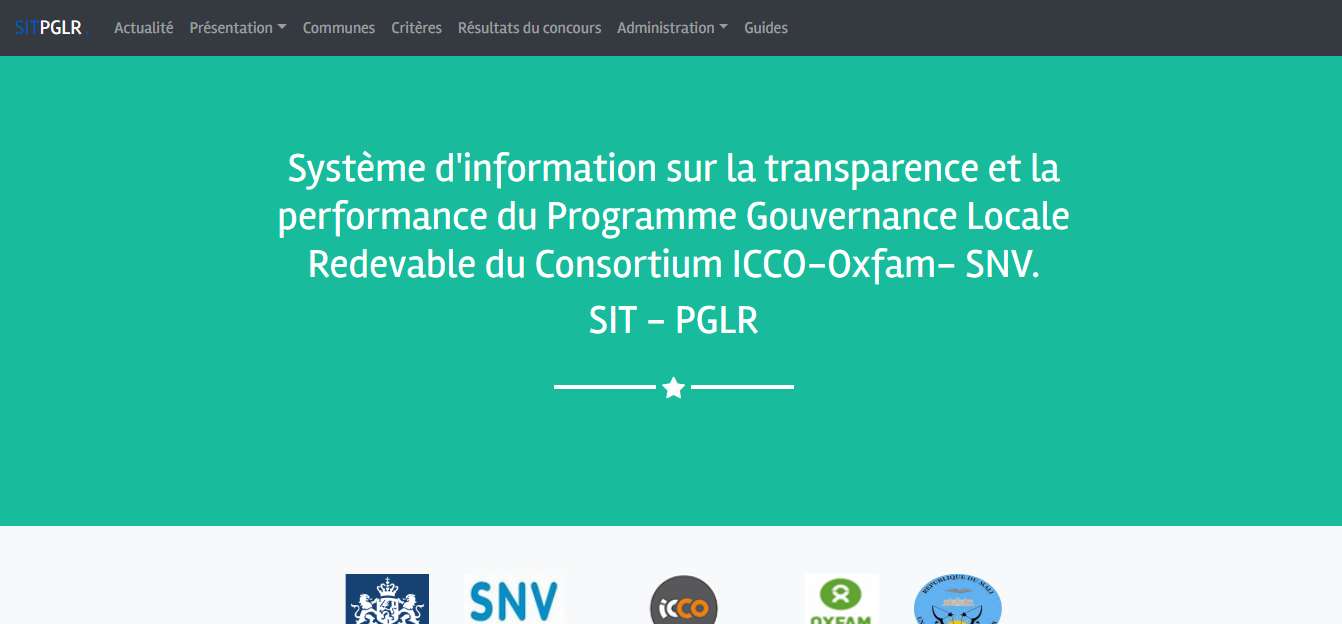 SITPGLR.
Actualité Présentation Communes Critères Résultats du concours Administration Guides
Système d'information sur la transparence et la
performance du Programme Gouvernance Locale
Redevable du Consortium ICCO-Oxfam- SNV.
SIT - PGLR
SNV
icco
OXFAM
REPUBLIQUE DU MALI